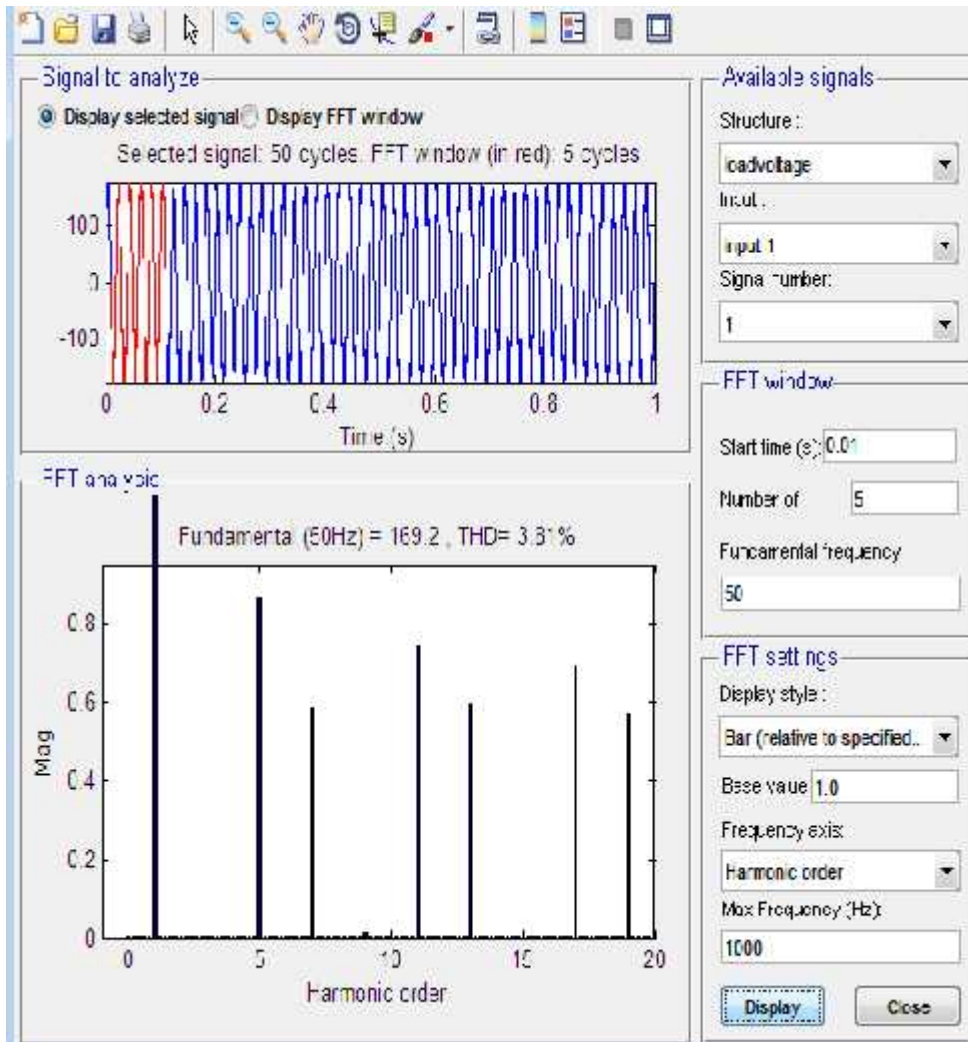 Signal to analyze
Display selected signal Display FFT window
Selected signal: 50 cycles. FFT window (in red): 5 cycles
100
0
-100
0 0.2 0.4 0.6 0.8 1
Time (s)
FFT analysis
Fundamental (50Hz) = 169.2 , THD= 3.81%
0.8
0.6
0.4
0.2
0
Mag
0 5 10 15 20
Harmonic order
Available signals
Structure :
loadvoltage
Input :
input 1
Signal number:
1
FFT window
Start time (s): 0.01
Number of 5
Fundamental frequency
50
FFT settings
Display style :
Bar (relative to specified..
Base value 1.0
Frequency axis:
Harmonic order
Max Frequency (Hz):
1000
Display Close